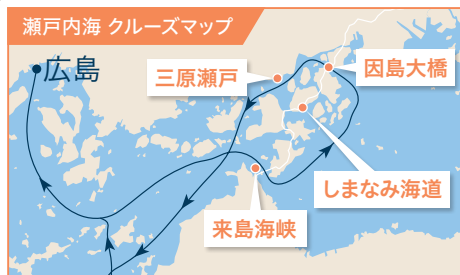 瀬戸内海 クルーズマップ
広島
三原瀬戸
因島大橋
しまなみ海道
来島海峡